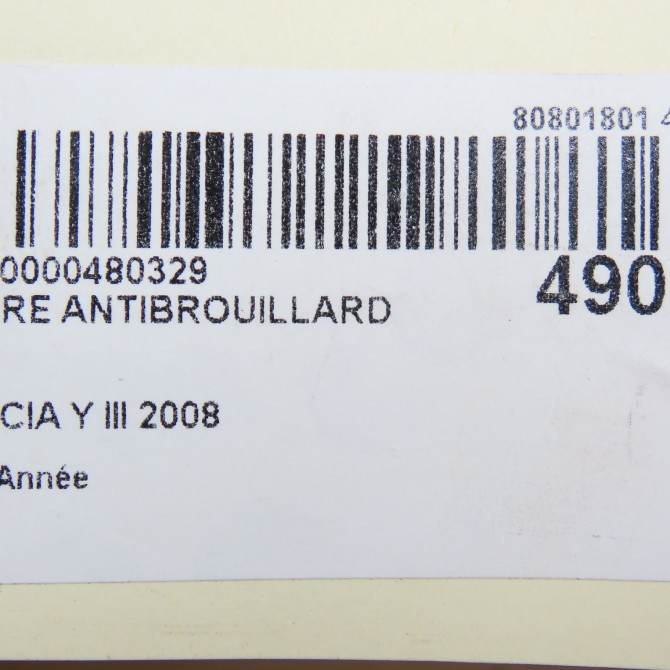 80801801 4
0000480329
490
RE ANTIBROUILLARD
CIA Y III 2008
Année